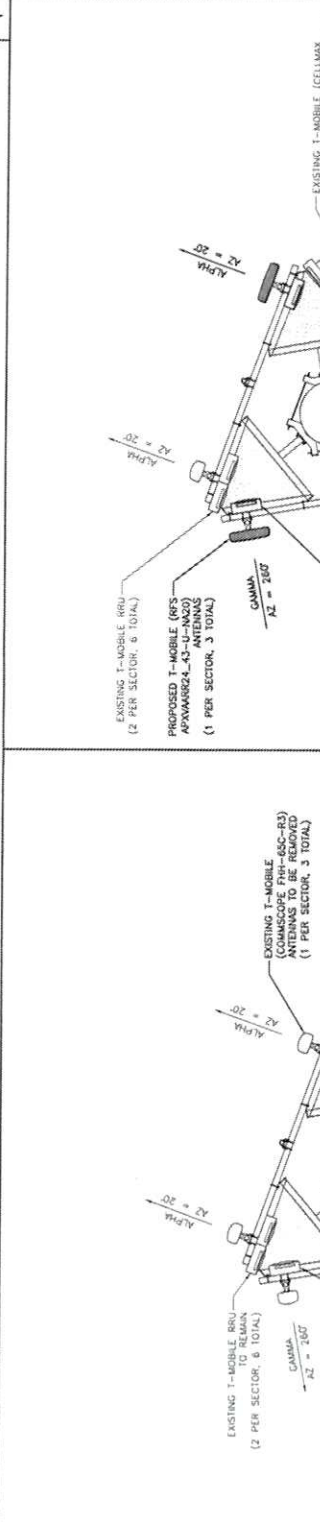 EXISTING T-MOBILE (CELLMAX
ALPHA
AZ = 20°
ALPHA
AZ = 20°
EXISTING T-MOBILE RRU
(2 PER SECTOR, 6 TOTAL)
PROPOSED T-MOBILE (RFS
APXVAARR24_43-U-NA20)
ANTENNAS
(1 PER SECTOR, 3 TOTAL)
GAMMA
AZ = 260°
EXISTING T-MOBILE
(COMMSCOPE FHH-65C-R3)
ANTENNAS TO BE REMOVED
(1 PER SECTOR, 3 TOTAL)
ALPHA
AZ = 20°
ALPHA
AZ = 20°
EXISTING T-MOBILE RRU
TO REMAIN
(2 PER SECTOR, 6 TOTAL)
GAMMA
AZ = 260°